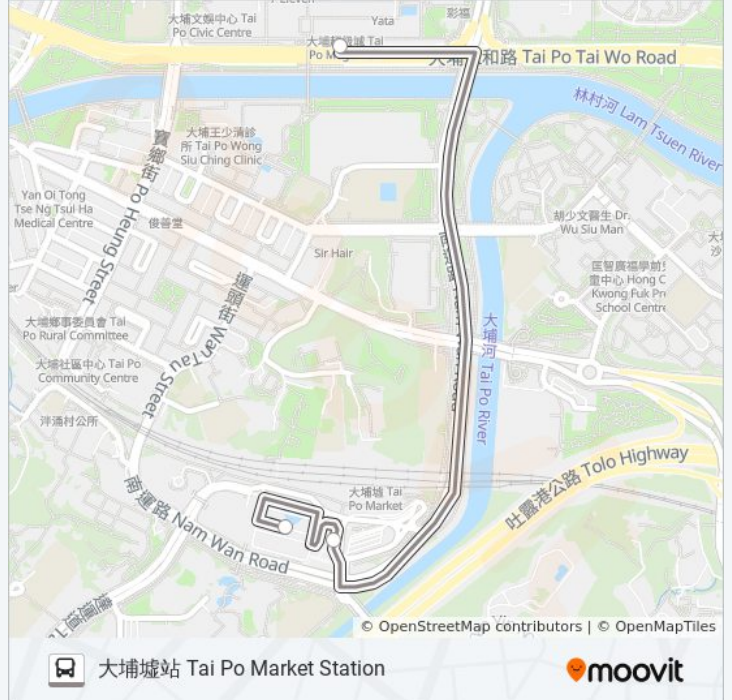 Yata
彩福
大埔文娛中心 Tai
Po Civic Centre
Tai
大埔太和路 Tai Po Tai Wo Road
林村河 Lam Tsuen River
大埔王少清診
所 Tai Po Wong
Siu Ching Clinic
寶鄉街 Po Heung Street
Yan Oi Tong
Tse Ng Tsui Ha
Medical Centre
俊善堂
胡少文醫生 Dr.
Wu Siu Man
Sir Hair
匡智廣福學前
童中心 Hong C
Kwong Fuk Pr
School Centr
運頭街 Wan Tau Street
大埔鄉事委員會 Tai
Po Rural Committee
大埔河 Tai Po River
大埔社區中心 Tai Po
Community Centre
泮涌村公所
吐露港公路 Tolo Highway
南運路 Nam Wan Road
大埔墟 Tai
Po Market
© OpenStreetMap contributors | © OpenMapTiles
大埔墟站 Tai Po Market Station
moovit